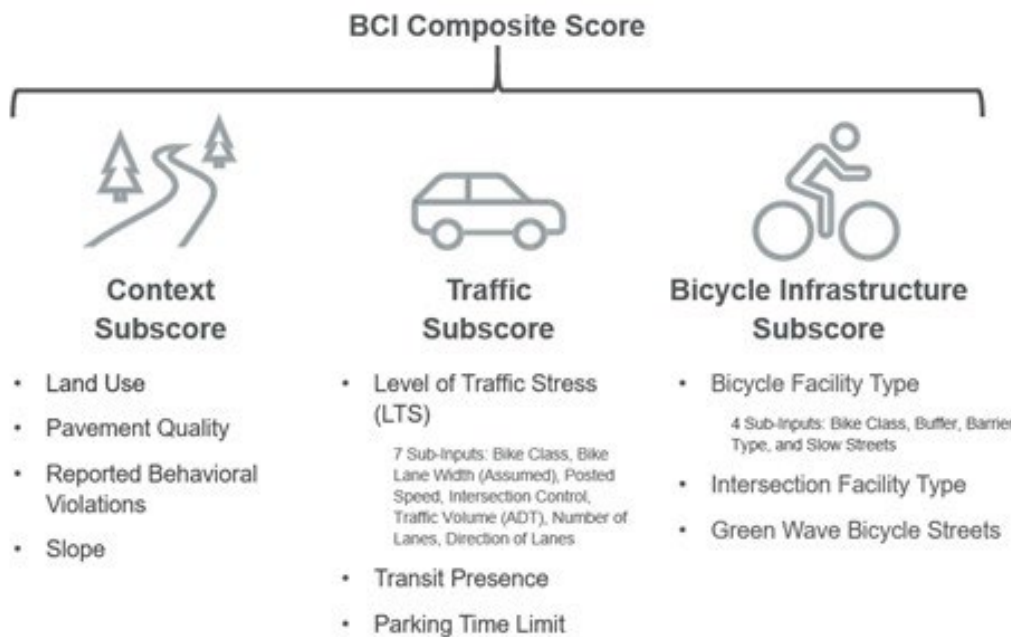 BCI Composite Score
Context
Subscore
• Land Use
• Pavement Quality
• Reported Behavioral
Violations
• Slope
Traffic
Subscore
• Level of Traffic Stress
(LTS)
7 Sub-Inputs: Bike Class, Bike
Lane Width (Assumed), Posted
Speed, Intersection Control,
Traffic Volume (ADT), Number of
Lanes, Direction of Lanes
• Transit Presence
• Parking Time Limit
Bicycle Infrastructure
Subscore
• Bicycle Facility Type
4 Sub-Inputs: Bike Class, Buffer, Barrier
Type, and Slow Streets
• Intersection Facility Type
• Green Wave Bicycle Streets